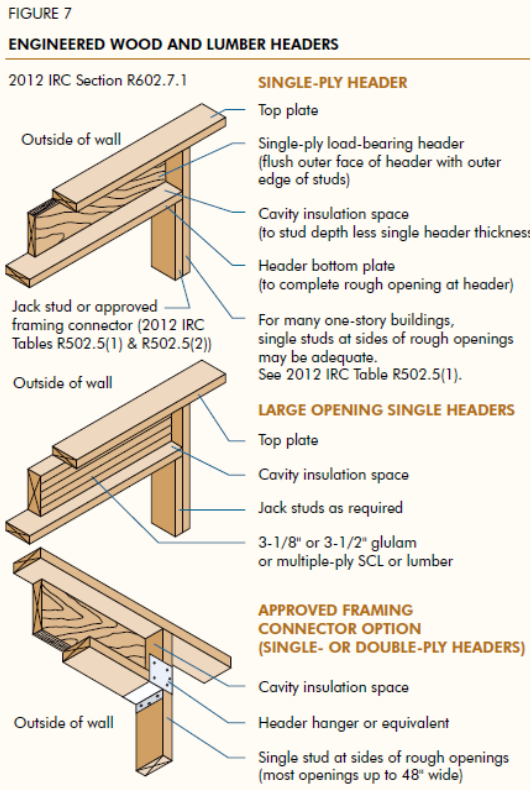 FIGURE 7
ENGINEERED WOOD AND LUMBER HEADERS
2012 IRC Section R602.7.1
SINGLE-PLY HEADER
Top plate
Outside of wall
Single-ply load-bearing header
(flush outer face of header with outer
edge of studs)
Cavity insulation space
(to stud depth less single header thickness
Header bottom plate
(to complete rough opening at header)
Jack stud or approved
framing connector (2012 IRC
Tables R502.5(1) & R502.5(2))
For many one-story buildings,
single studs at sides of rough openings
may be adequate.
See 2012 IRC Table R502.5(1).
Outside of wall
LARGE OPENING SINGLE HEADERS
Top plate
Cavity insulation space
Jack studs as required
3-1/8" or 3-1/2" glulam
or multiple-ply SCL or lumber
APPROVED FRAMING
CONNECTOR OPTION
(SINGLE- OR DOUBLE-PLY HEADERS)
Cavity insulation space
Outside of wall
Header hanger or equivalent
Single stud at sides of rough openings
(most openings up to 48" wide)